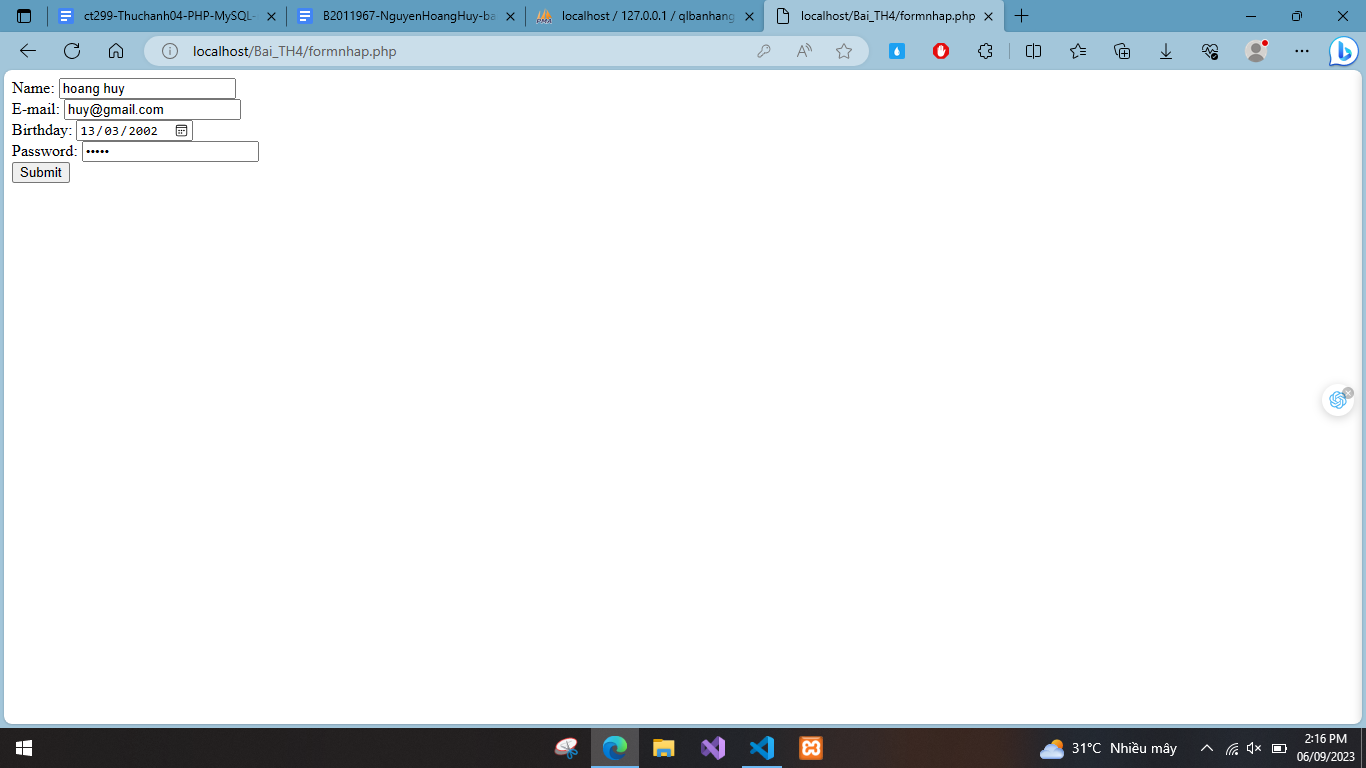 ct299-Thuchanh04-PHP-MySQL-
B2011967-NguyenHoangHuy-ba
localhost / 127.0.0.1 / qlbanhang
localhost/Bai_TH4/formnhap.php
localhost/Bai_TH4/formnhap.php
Name: hoang huy
E-mail: huy@gmail.com
Birthday: 13/03/2002
Password: •••••
Submit
31°C Nhiều mây
2:16 PM
06/09/2023